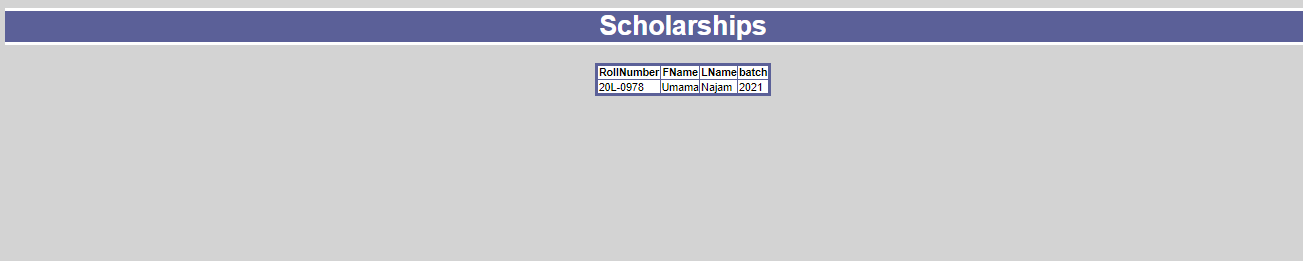 Scholarships
RollNumber FName LName batch
20L-0978 Umama Najam 2021